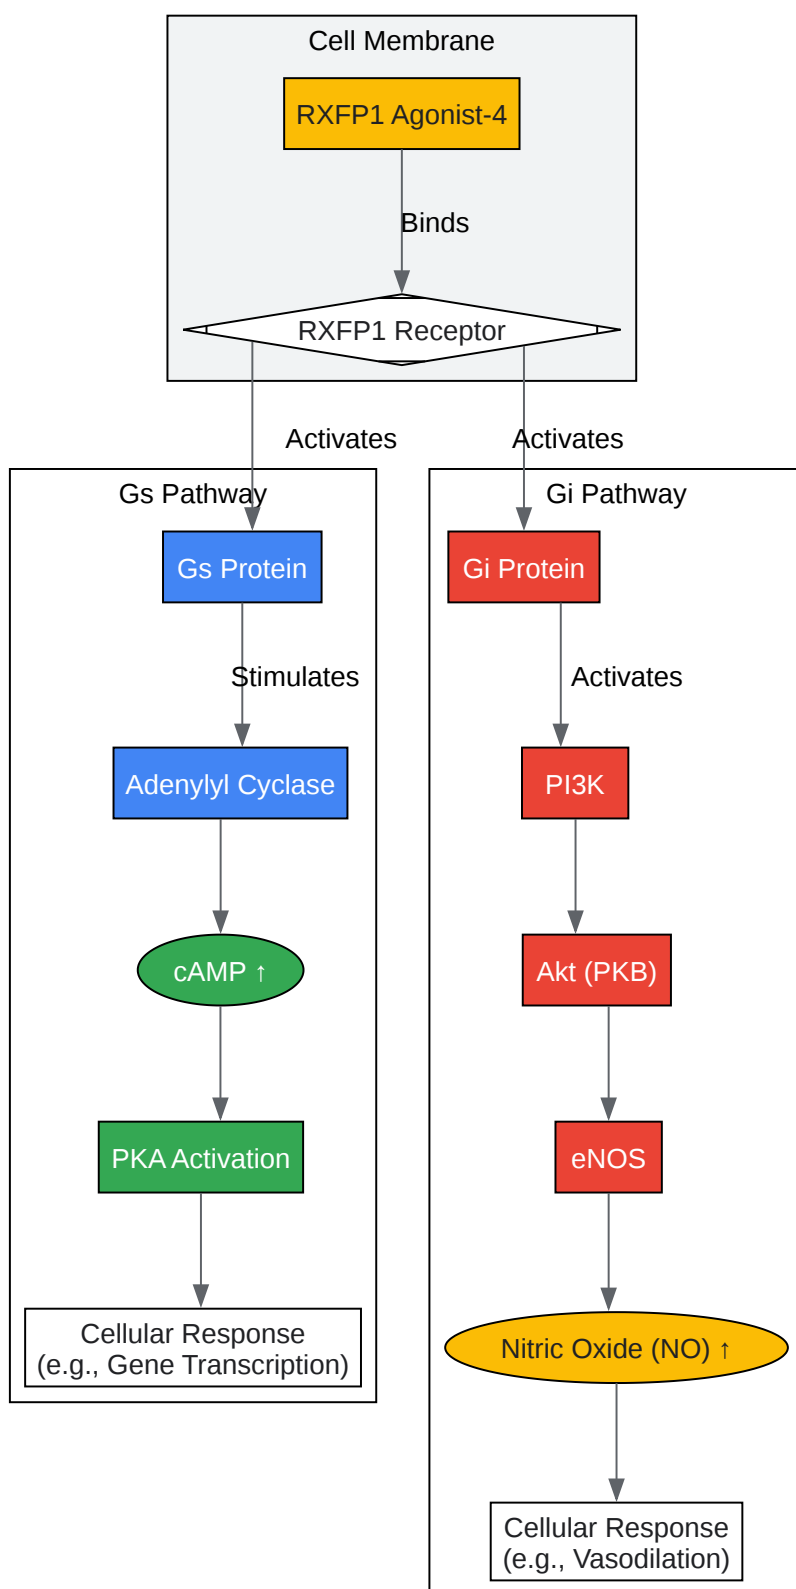 Cell Membrane
RXFP1 Agonist-4
Binds
RXFP1 Receptor
Activates
Activates
Gs Pathway
Gs Protein
Stimulates
Adenylyl Cyclase
cAMP ↑
PKA Activation
Cellular Response
(e.g., Gene Transcription)
Gi Pathway
Gi Protein
Activates
PI3K
Akt (PKB)
eNOS
Nitric Oxide (NO) ↑
Cellular Response
(e.g., Vasodilation)